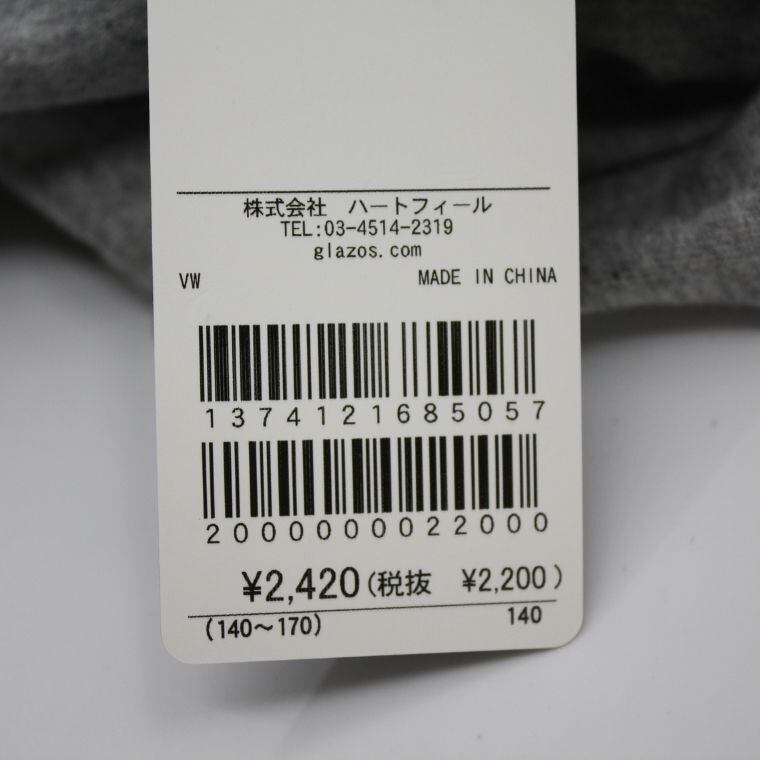 株式会社 ハートフィール
TEL:03-4514-2319
glazos.com
VW MADE IN CHINA
1374121685057
2000000022000
¥2,420(税抜 ¥2,200)
(140～170) 140